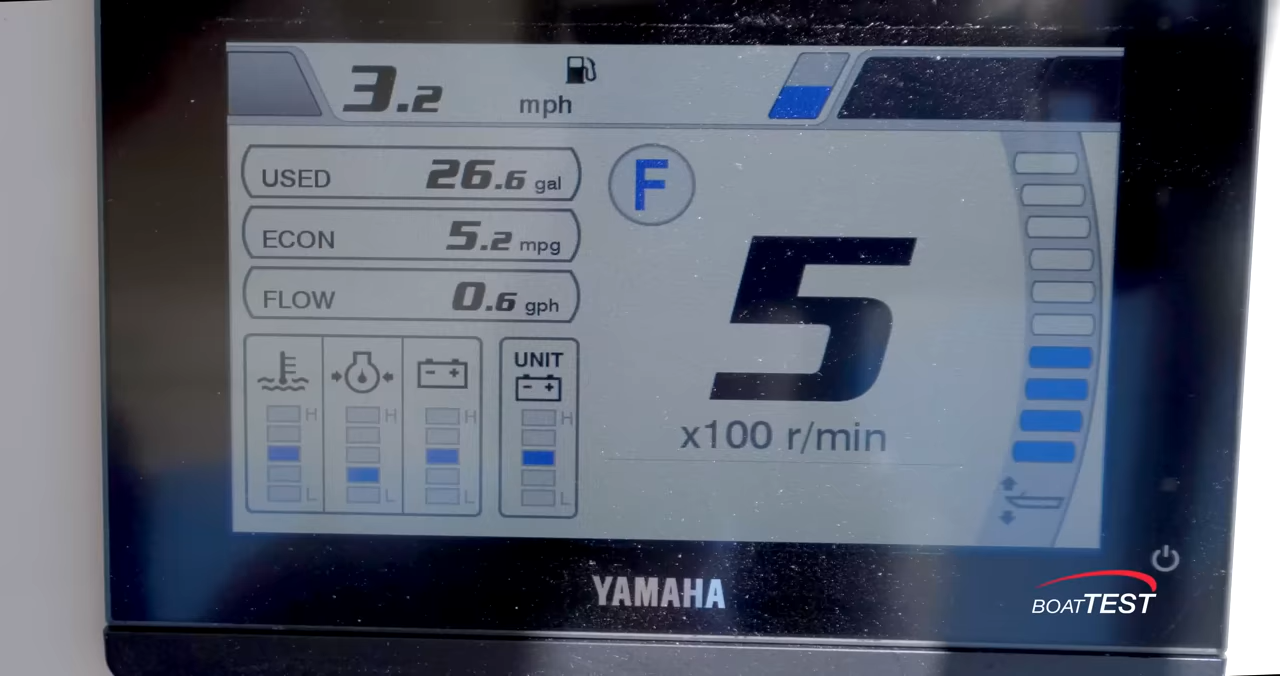 3.2 mph
USED 26.6 gal
ECON 5.2 mpg
FLOW 0.6 gph
F
5
x100 r/min
UNIT
- +
- +
H
H
H
H
L
L
L
L
YAMAHA
BOATTEST